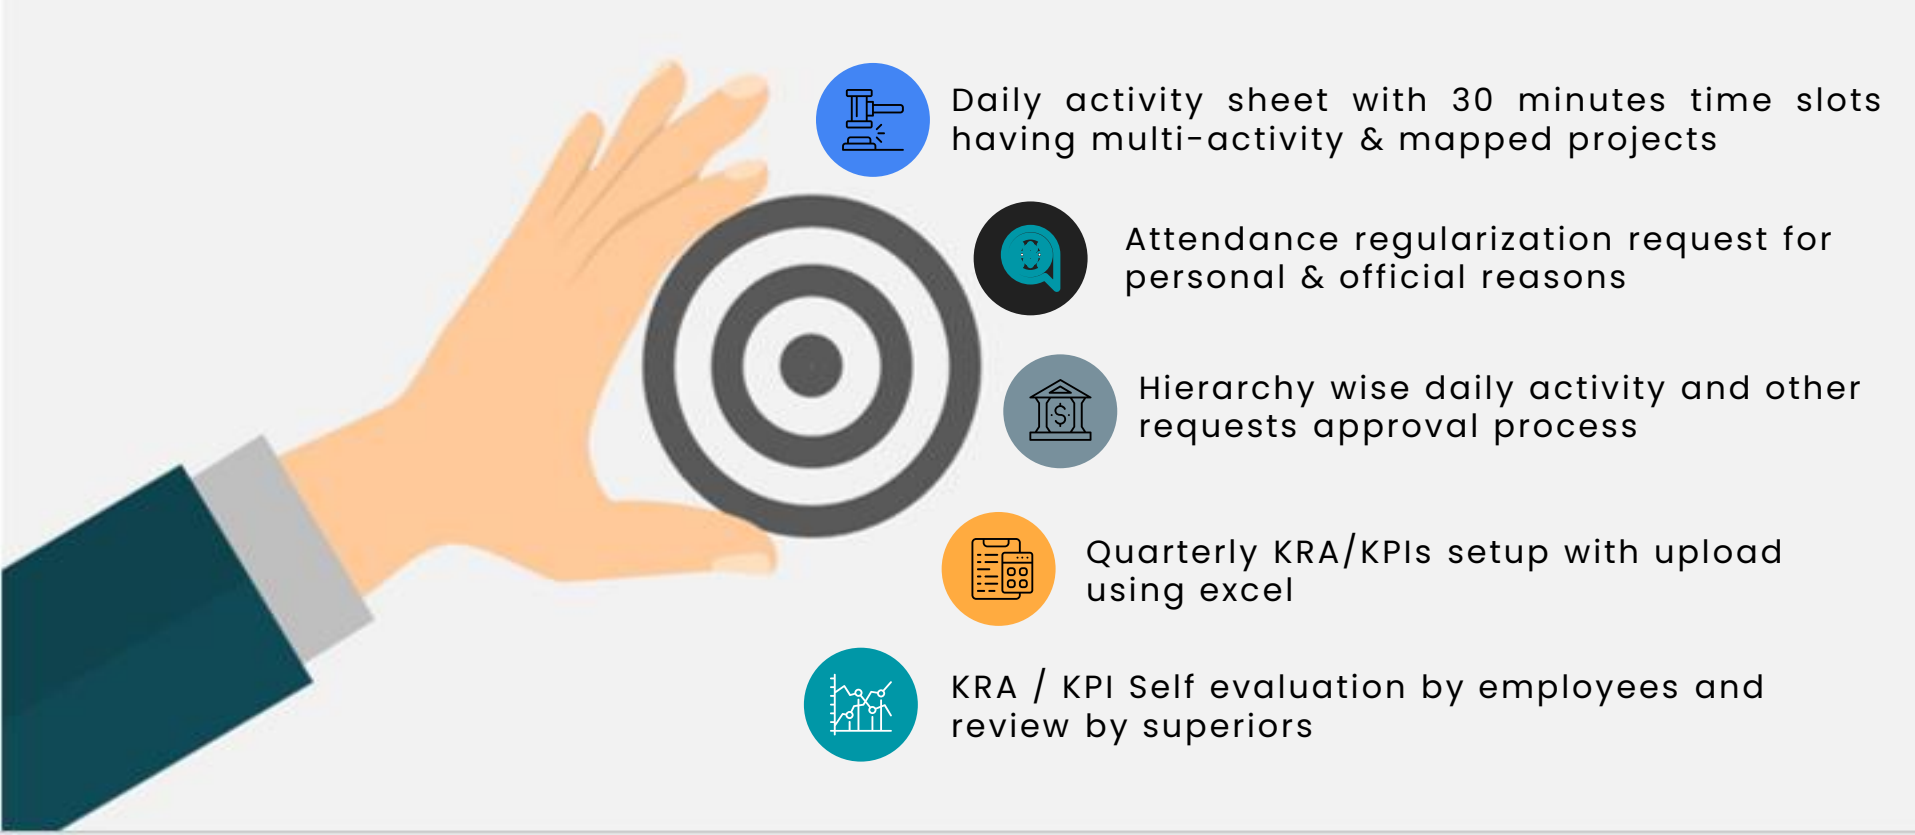 Daily activity sheet with 30 minutes time slots
having multi-activity & mapped projects
Attendance regularization request for
personal & official reasons
Hierarchy wise daily activity and other
requests approval process
Quarterly KRA/KPIs setup with upload
using excel
KRA / KPI Self evaluation by employees and
review by superiors